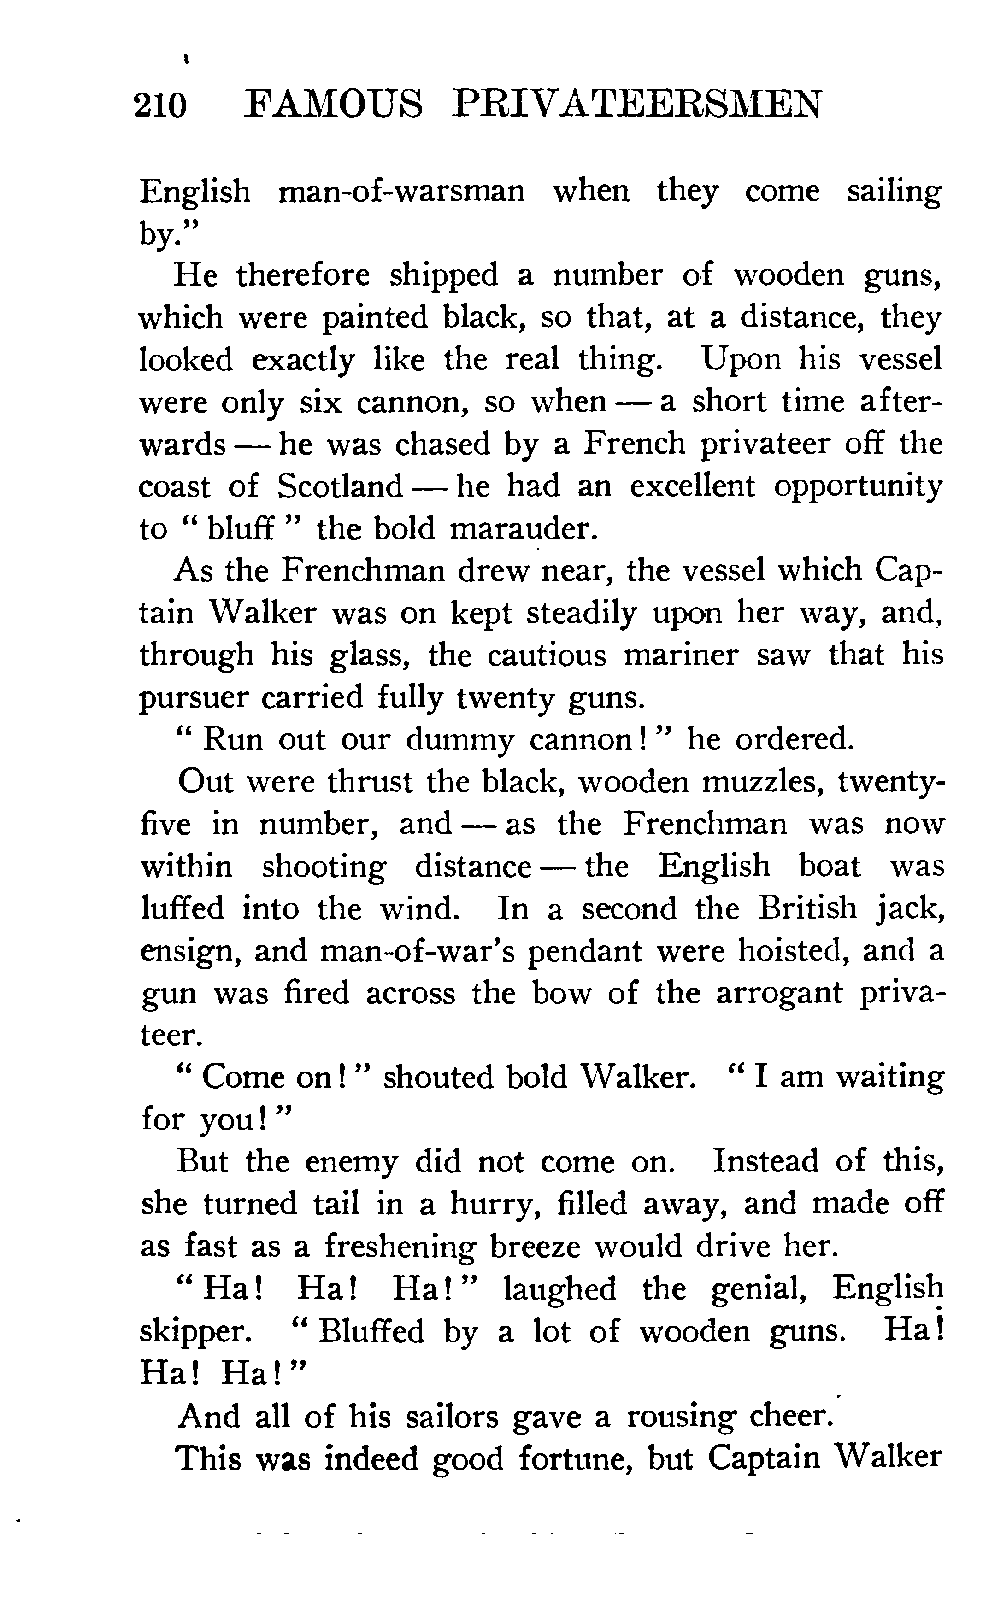 210 FAMOUS PRIVATEERSMEN
English man-of-warsman when they come sailing
by."
He therefore shipped a number of wooden guns,
which were painted black, so that, at a distance, they
looked exactly like the real thing. Upon his vessel
were only six cannon, so when — a short time after-
wards — he was chased by a French privateer off the
coast of Scotland — he had an excellent opportunity
to " bluff " the bold marauder.
As the Frenchman drew near, the vessel which Cap-
tain Walker was on kept steadily upon her way, and,
through his glass, the cautious mariner saw that his
pursuer carried fully twenty guns.
" Run out our dummy cannon! " he ordered.
Out were thrust the black, wooden muzzles, twenty-
five in number, and — as the Frenchman was now
within shooting distance — the English boat was
luffed into the wind. In a second the British jack,
ensign, and man-of-war's pendant were hoisted, and a
gun was fired across the bow of the arrogant priva-
teer.
" Come on! " shouted bold Walker. " I am waiting
for you! "
But the enemy did not come on. Instead of this,
she turned tail in a hurry, filled away, and made off
as fast as a freshening breeze would drive her.
" Ha! Ha! Ha! " laughed the genial, English
skipper. " Bluffed by a lot of wooden guns. Ha!
Ha! Ha! "
And all of his sailors gave a rousing cheer.
This was indeed good fortune, but Captain Walker